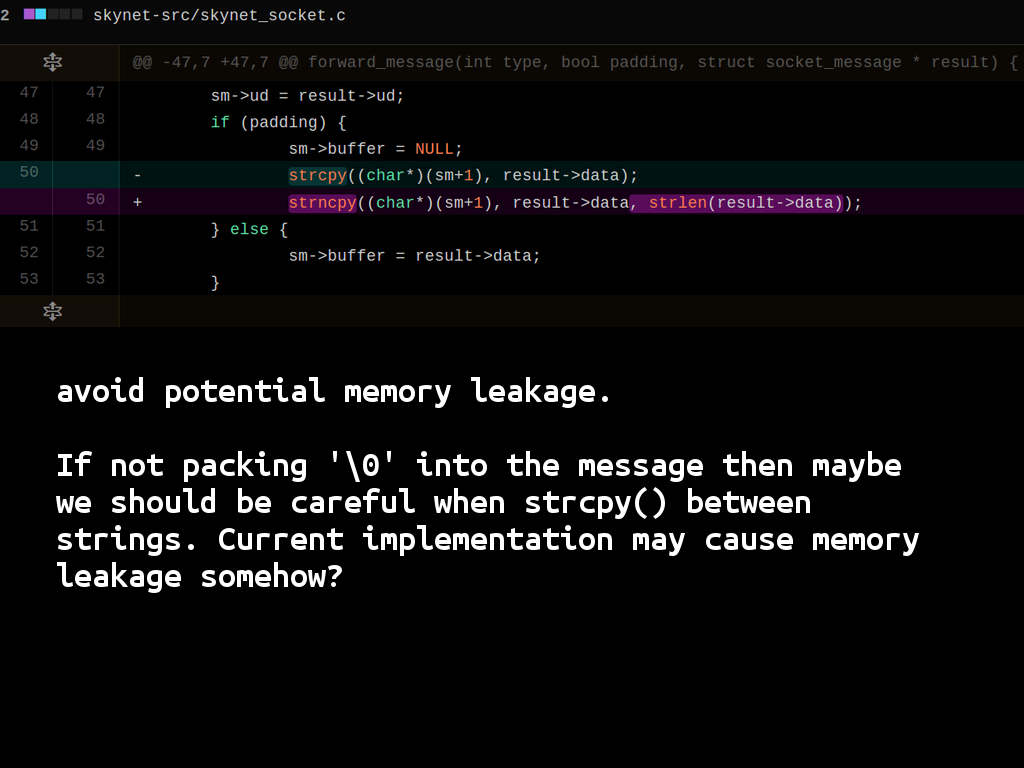 2 skynet-src/skynet_socket.c
@@ -47,7 +47,7 @@ forward_message(int type, bool padding, struct socket_message * result) {
47 47 sm->ud = result->ud;
48 48 if (padding) {
49 49 sm->buffer = NULL;
50 - strcpy((char*)(sm+1), result->data);
50 + strncpy((char*)(sm+1), result->data, strlen(result->data));
51 51 } else {
52 52 sm->buffer = result->data;
53 53 }
avoid potential memory leakage.
If not packing '\0' into the message then maybe
we should be careful when strcpy() between
strings. Current implementation may cause memory
leakage somehow?